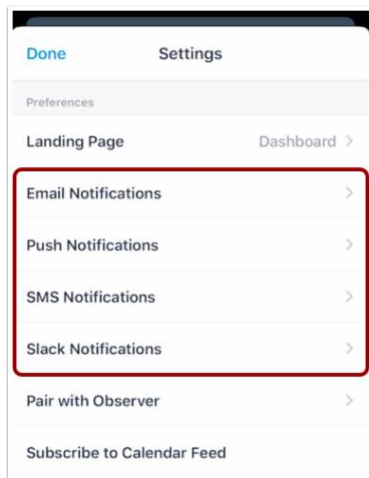 Done Settings
Preferences
Landing Page Dashboard
Email Notifications
Push Notifications
SMS Notifications
Slack Notifications
Pair with Observer
Subscribe to Calendar Feed